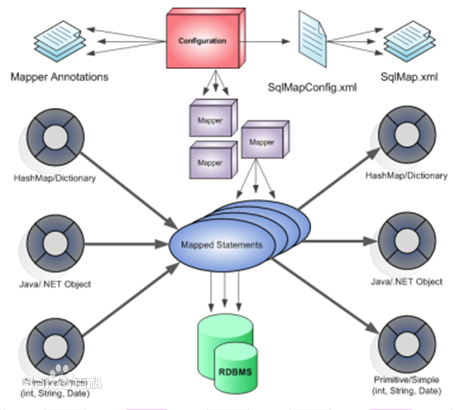 Configuration
Mapper Annotations
SqlMapConfig.xml
SqlMap.xml
Mapper
Mapper
Mapper
HashMap/Dictionary
HashMap/Dictionary
Mapped Statements
Java/.NET Object
Java/.NET Object
RDBMS
Primitive/Simple
(int, String, Date)
Primitive/Simple
(int, String, Date)